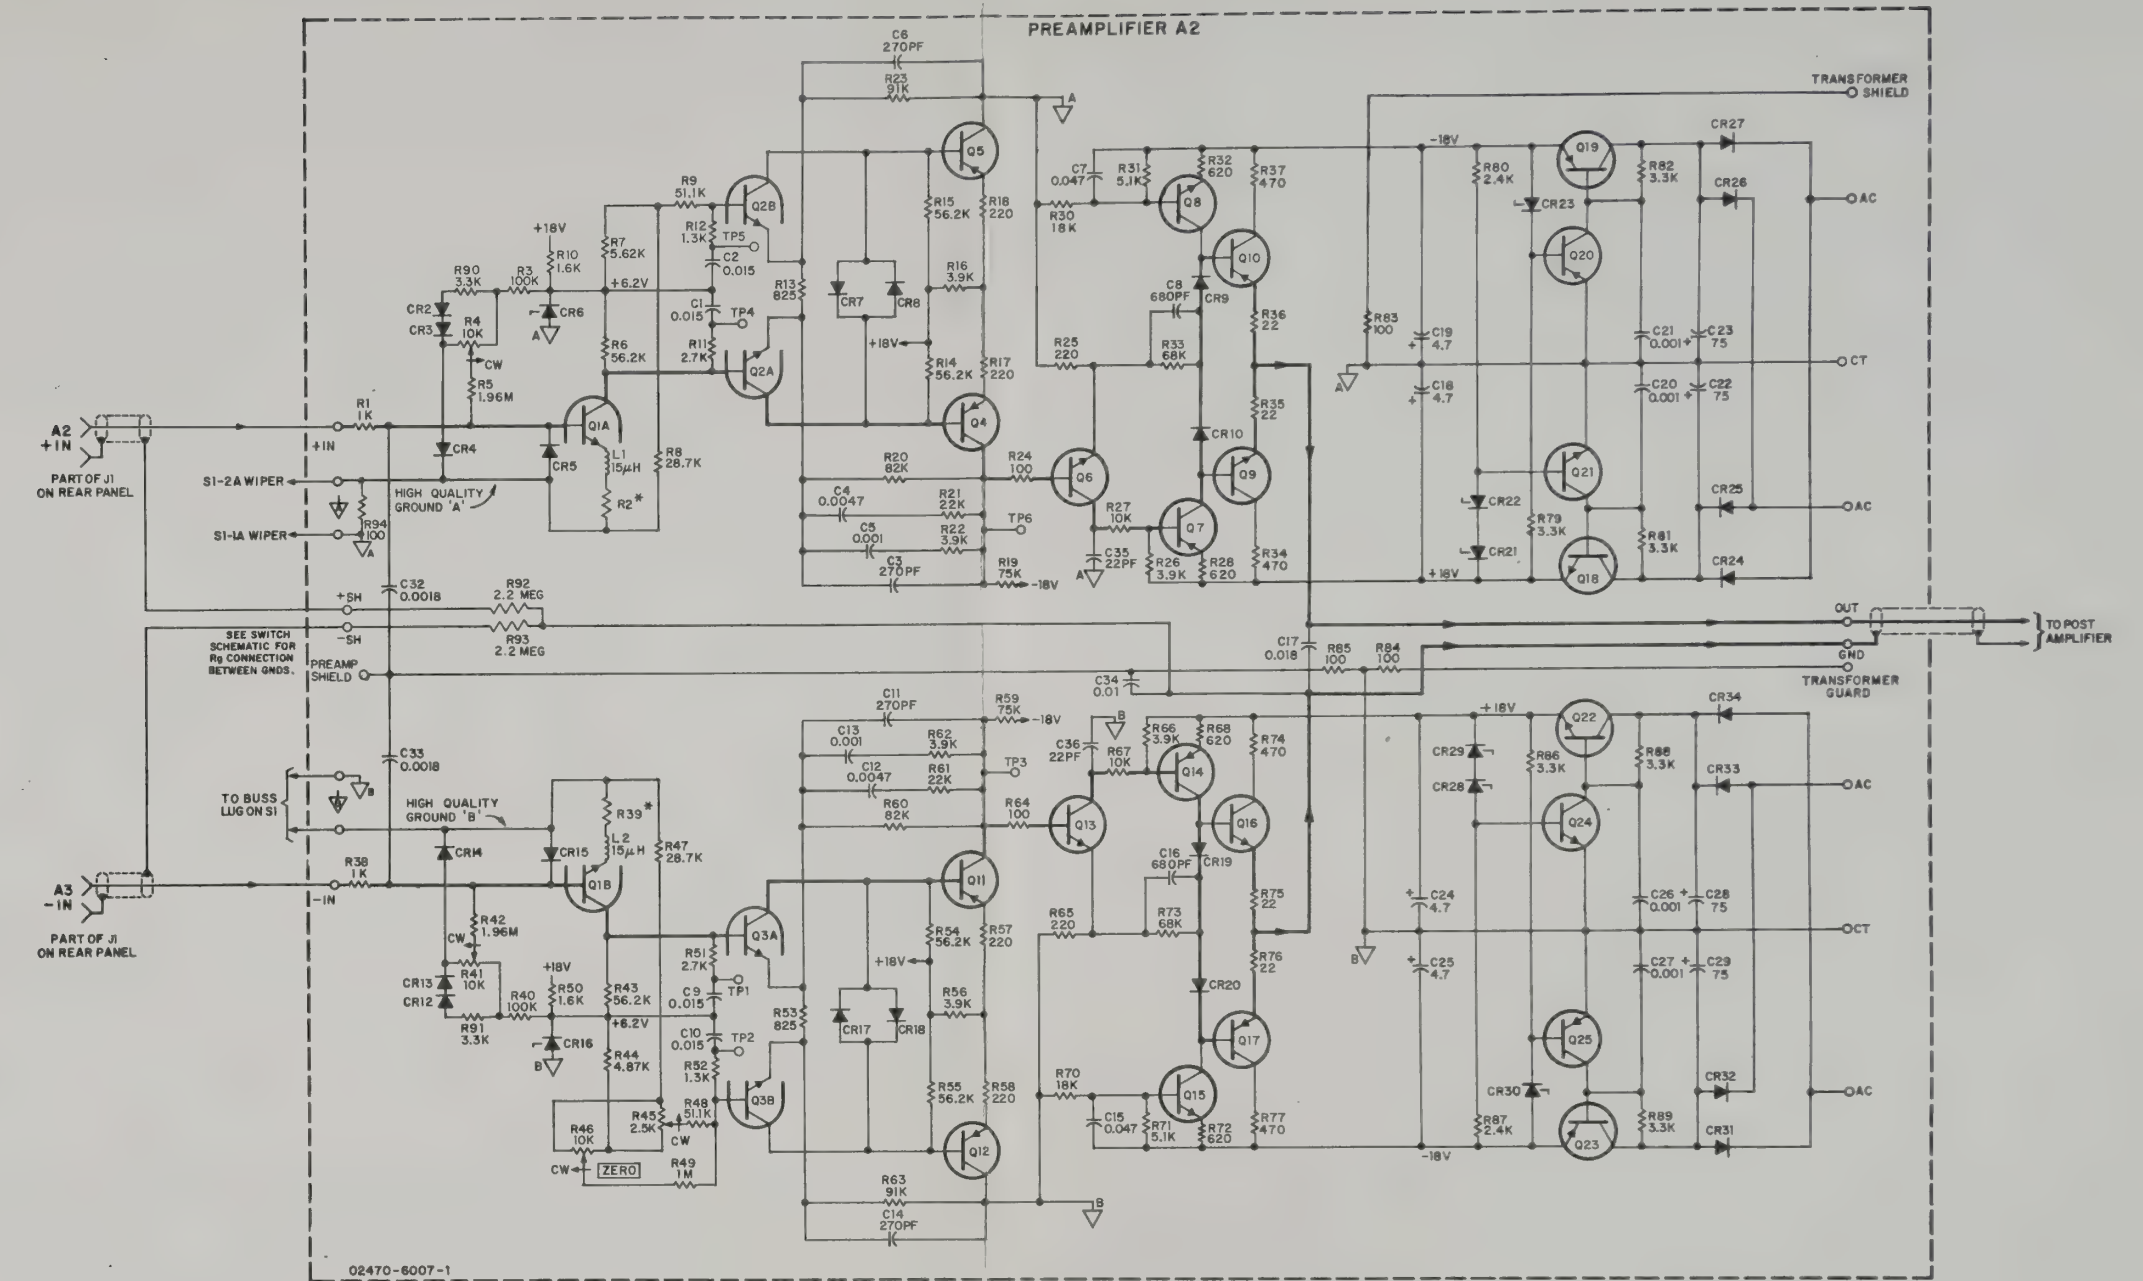 PREAMPLIFIER A2
C6
270PF
R23
91K
A
TRANSFORMER
SHIELD
Q5
R9
51.1K
Q2B
R12
1.3K
TP5
C2
0.015
+18V
R10
1.6K
R7
5.62K
R15
56.2K
R18
220
C7
0.047
R31
5.1K
R32
620
R37
470
Q8
R30
18K
-18V
R80
2.4K
Q19
CR27
R82
3.3K
CR26
CR23
AC
Q20
Q10
R90
3.3K
R3
100K
CR2
CR3
R4
10K
CW
CR6
A
+6.2V
C1
0.015
TP4
R13
825
R16
3.9K
CR7
CR8
C8
680PF
CR9
R36
22
R83
100
C19
+ 4.7
C21
0.001
+
C23
75
R6
56.2K
R11
2.7K
Q2A
+18V
R14
56.2K
R17
220
R25
220
R33
68K
A
CT
R5
1.96M
R35
22
C18
+ 4.7
C20
0.001
+
C22
75
R1
1K
A2
+IN
+IN
Q1A
Q4
CR10
CR4
CR5
L1
15µH
R8
28.7K
R20
82K
R24
100
Q6
Q9
Q21
PART OF J1
ON REAR PANEL
S1-2A WIPER
HIGH QUALITY
GROUND 'A'
R2*
C4
0.0047
R21
22K
R27
10K
CR22
CR25
AC
S1-1A WIPER
R94
100
A
C5
0.001
R22
3.9K
TP6
Q7
R79
3.3K
R81
3.3K
C3
270PF
R19
75K
-18V
C35
22PF
A
R26
3.9K
R28
620
R34
470
CR21
+18V
Q18
CR24
C32
0.0018
R92
2.2 MEG
+SH
-SH
R93
2.2 MEG
OUT
GND
TO POST
AMPLIFIER
SEE SWITCH
SCHEMATIC FOR
Rg CONNECTION
BETWEEN GNDS.
PREAMP
SHIELD
C17
0.018
R85
100
R84
100
C34
0.01
TRANSFORMER
GUARD
C11
270PF
R59
75K
-18V
C13
0.001
R62
3.9K
C12
0.0047
R61
22K
TP3
B
C36
22PF
R66
3.9K
R67
10K
R68
620
R74
470
Q14
+18V
Q22
CR34
CR29
R86
3.3K
R88
3.3K
CR28
CR33
AC
C33
0.0018
B
TO BUSS
LUG ON S1
HIGH QUALITY
GROUND 'B'
R39*
R60
82K
R64
100
Q13
Q16
Q24
CR14
CR15
L2
15µH
R47
28.7K
C16
680PF
CR19
A3
-IN
R38
1K
-IN
Q1B
Q11
R75
22
+
C24
4.7
C26
0.001
+
C28
75
PART OF J1
ON REAR PANEL
R42
1.96M
CW
Q3A
R51
2.7K
R54
56.2K
R57
220
R65
220
R73
68K
B
CT
+18V
TP1
C9
0.015
R76
22
+
C25
4.7
C27
0.001
+
C29
75
CR13
CR12
R41
10K
R40
100K
+18V
R50
1.6K
R43
56.2K
+6.2V
R91
3.3K
CR16
B
C10
0.015
TP2
R53
825
R56
3.9K
CR17
CR18
CR20
Q17
Q25
R44
4.87K
R52
1.3K
Q3B
R55
56.2K
R58
220
R70
18K
Q15
CR30
CR32
AC
R46
10K
R45
2.5K
R48
51.1K
CW
C15
0.047
R71
5.1K
R72
620
R77
470
R87
2.4K
R89
3.3K
CW
ZERO
R49
1M
Q12
-18V
Q23
CR31
R63
91K
B
C14
270PF
02470-6007-1